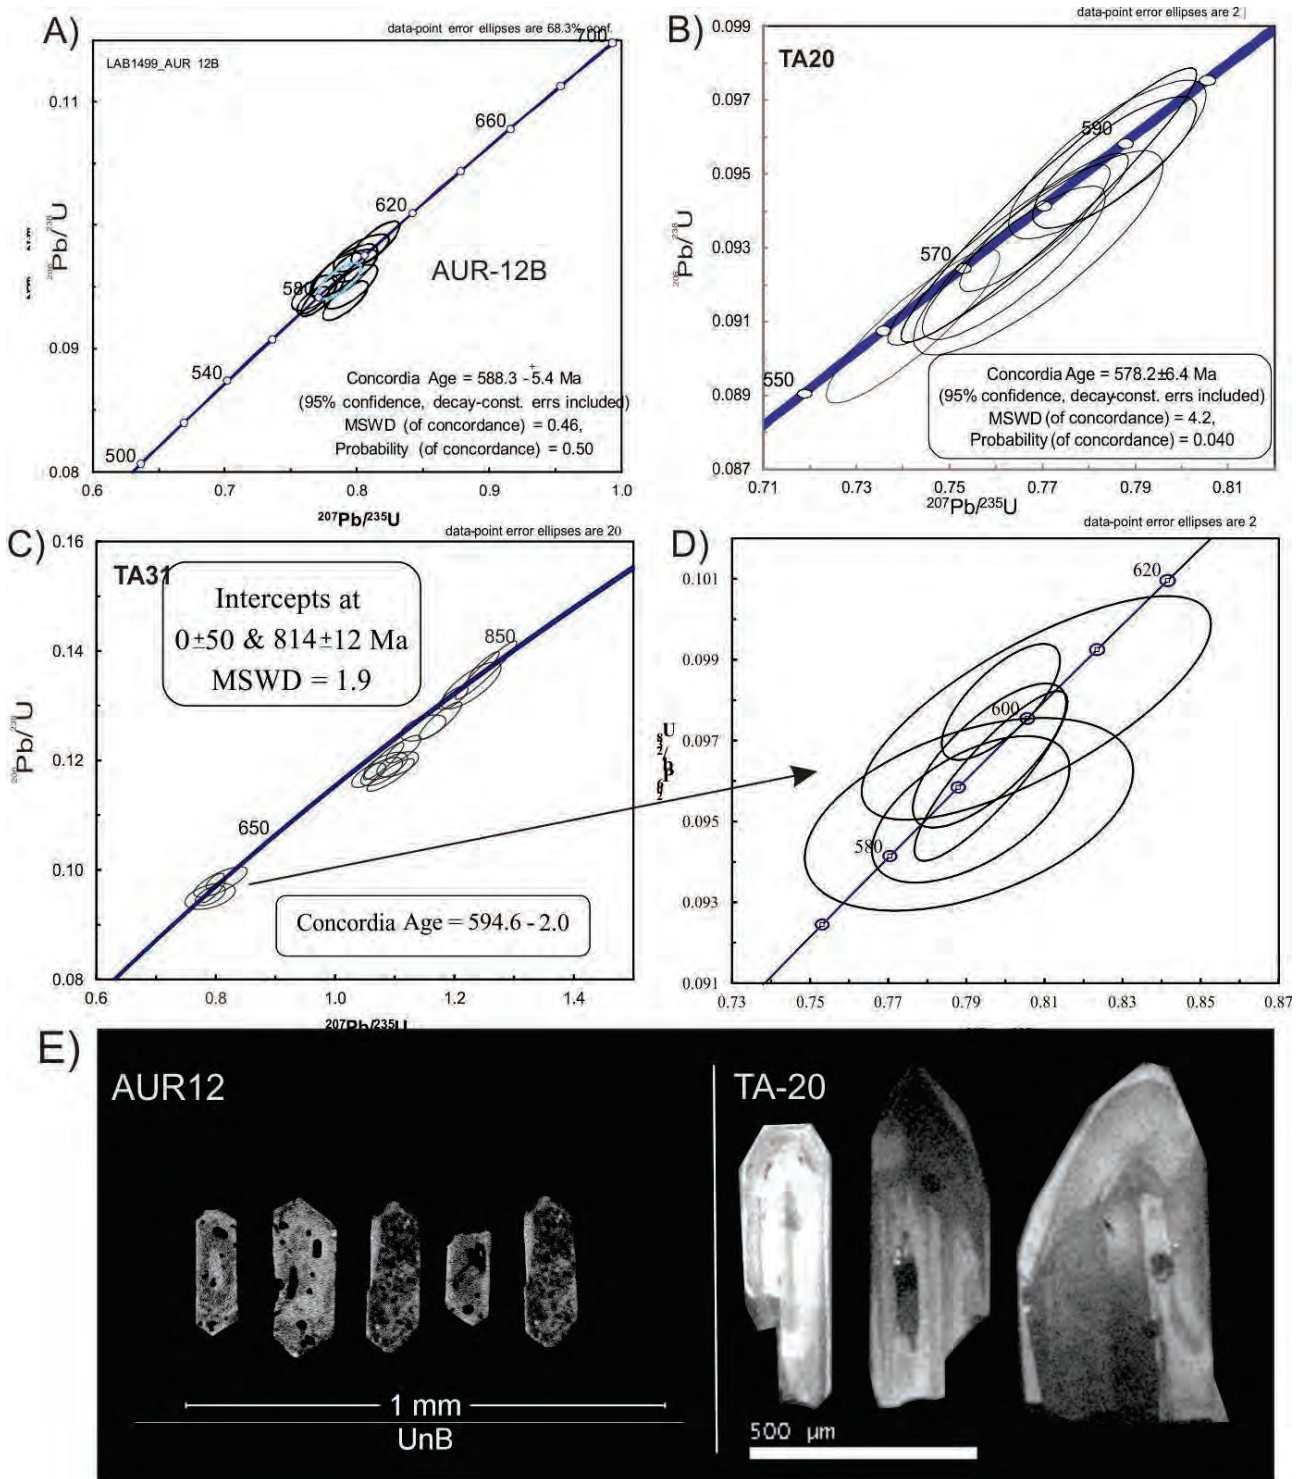 A)
data-point error ellipses are 68.3% conf.
LAB1499_AUR 12B
700
660
620
580
540
500
AUR-12B
Concordia Age = 588.3 -⁺5.4 Ma
(95% confidence, decay-const. errs included)
MSWD (of concordance) = 0.46,
Probability (of concordance) = 0.50
0.11
0.09
0.08
0.6 0.7 0.8 0.9 1.0
²⁰⁶Pb/²³⁸U
²⁰⁷Pb/²³⁵U
B)
data-point error ellipses are 2
TA20
590
570
550
Concordia Age = 578.2±6.4 Ma
(95% confidence, decay-const. errs included)
MSWD (of concordance) = 4.2,
Probability (of concordance) = 0.040
0.099
0.097
0.095
0.093
0.091
0.089
0.087
0.71 0.73 0.75 0.77 0.79 0.81
²⁰⁶Pb/²³⁸U
²⁰⁷Pb/²³⁵U
C)
data-point error ellipses are 20
TA31
Intercepts at
0±50 & 814±12 Ma
MSWD = 1.9
850
650
Concordia Age = 594.6 - 2.0
0.16
0.14
0.12
0.10
0.08
0.6 0.8 1.0 1.2 1.4
²⁰⁶Pb/²³⁸U
²⁰⁷Pb/²³⁵U
D)
data-point error ellipses are 2
620
600
580
0.101
0.099
0.097
0.095
0.093
0.091
0.73 0.75 0.77 0.79 0.81 0.83 0.85 0.87
E)
AUR12
TA-20
1 mm
UnB
500 µm